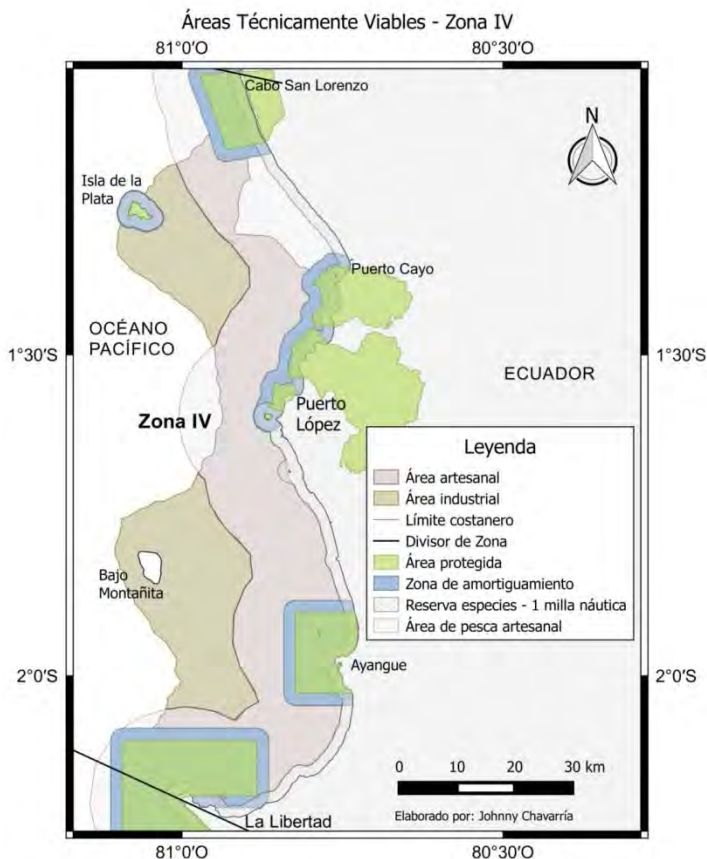 Áreas Técnicamente Viables - Zona IV
81°0'O
80°30'O
Cabo San Lorenzo
N
Isla de la
Plata
Puerto Cayo
OCÉANO
PACÍFICO
1°30'S
1°30'S
ECUADOR
Zona IV
Puerto
López
Leyenda
Área artesanal
Área industrial
Límite costanero
Divisor de Zona
Área protegida
Zona de amortiguamiento
Reserva especies - 1 milla náutica
Área de pesca artesanal
Bajo
Montañita
Ayangue
2°0'S
2°0'S
0 10 20 30 km
La Libertad
Elaborado por: Johnny Chavarría
81°0'O
80°30'O